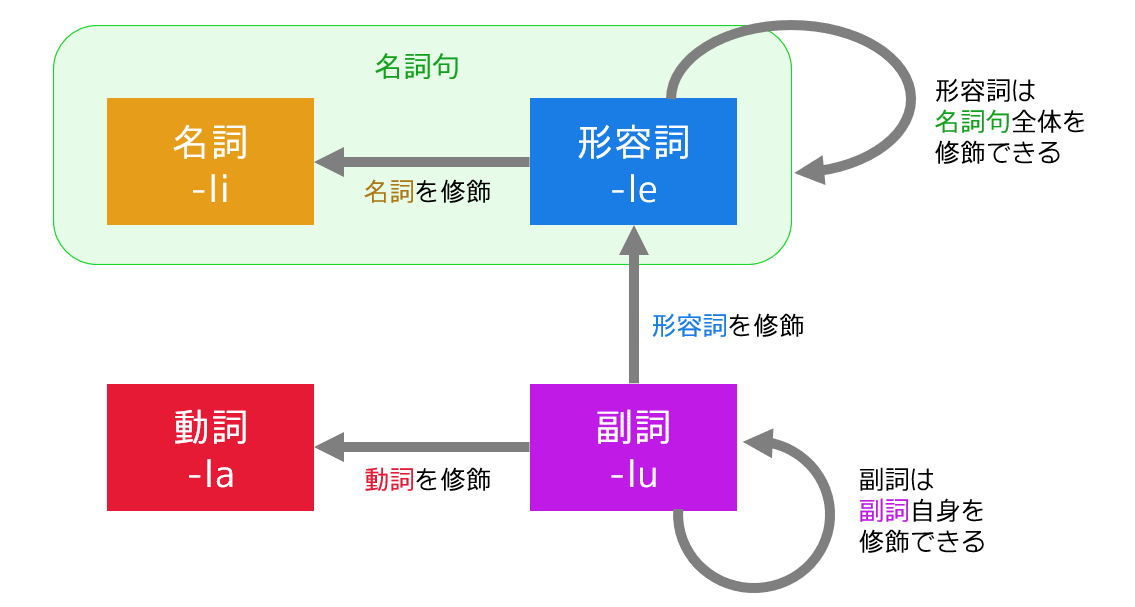 名詞句
名詞
-li
形容詞
-le
名詞を修飾
形容詞は
名詞句全体を
修飾できる
形容詞を修飾
動詞
-la
副詞
-lu
動詞を修飾
副詞は
副詞自身を
修飾できる